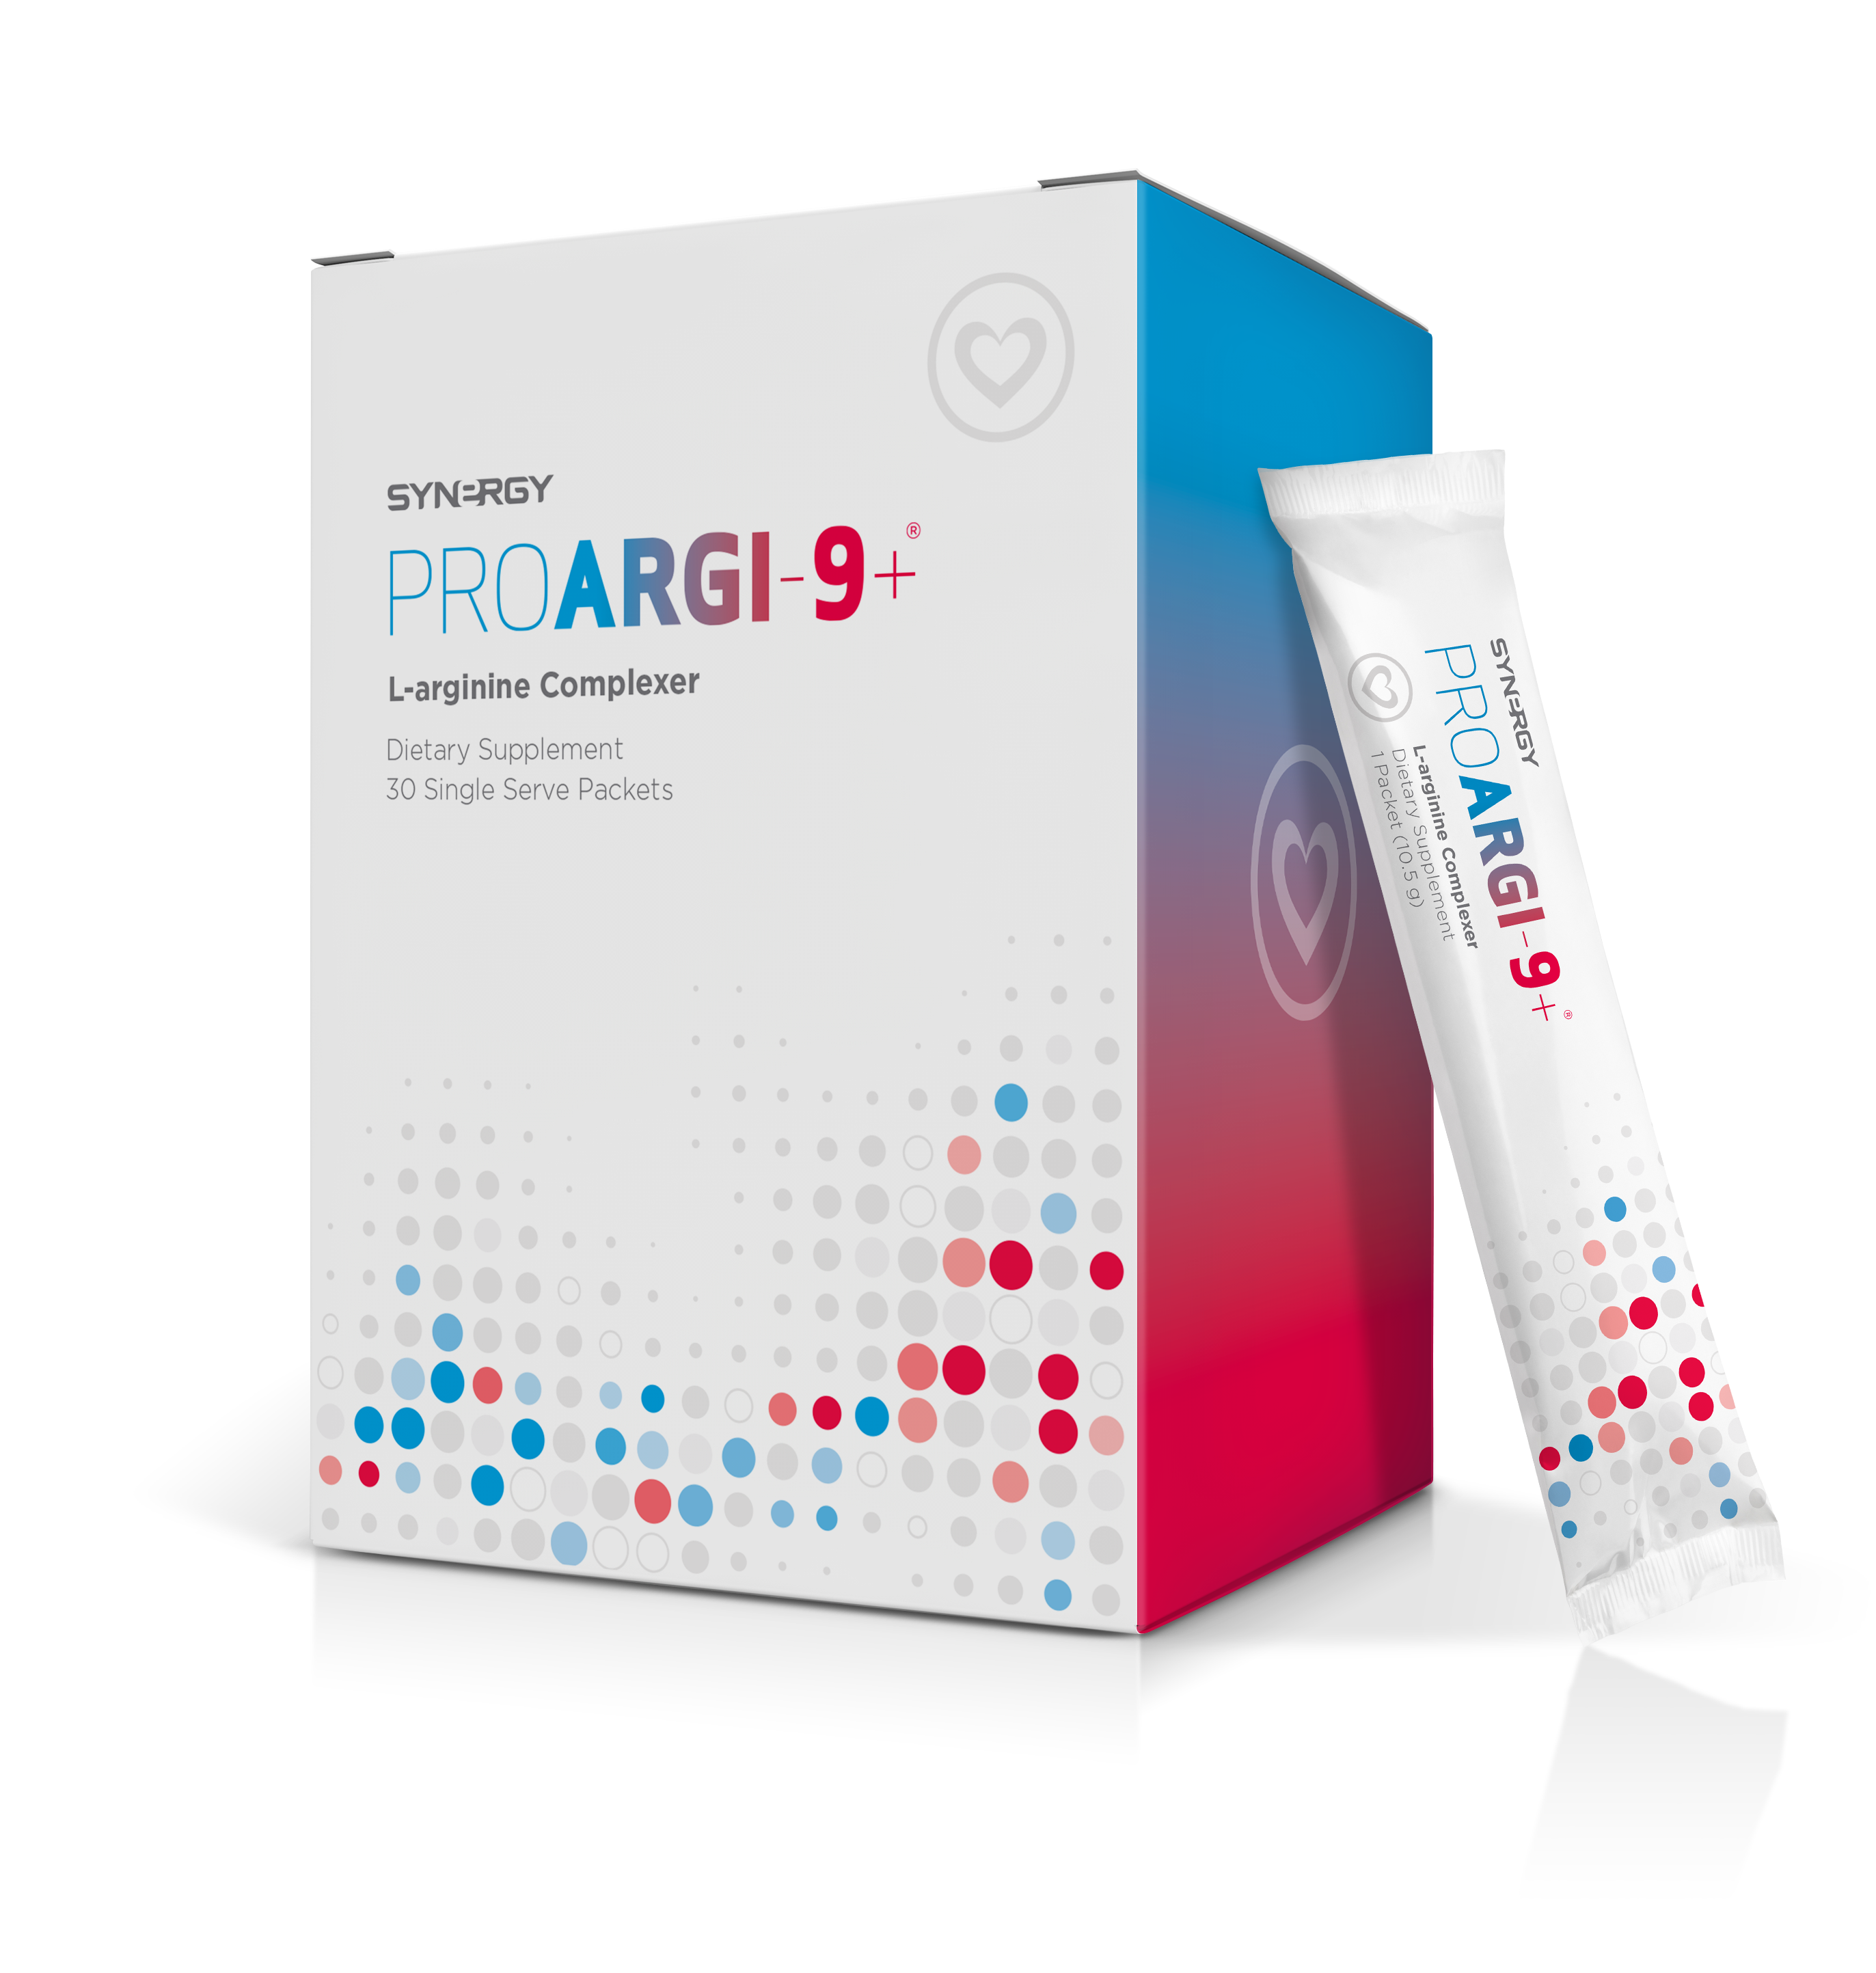 SYNERGY
PROARGI-9+®
L-arginine Complexer
Dietary Supplement
30 Single Serve Packets
SYNERGY
PROARGI-9+®
L-arginine Complexer
Dietary Supplement
1 Packet (10.5 g)